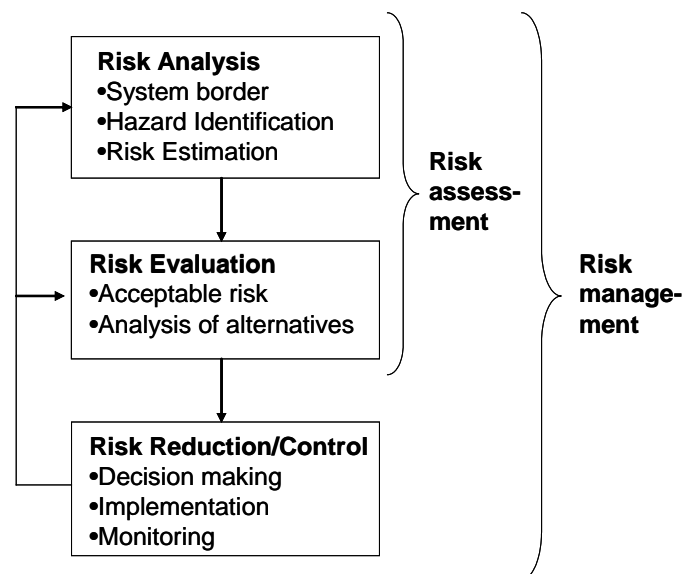 Risk Analysis
•System border
•Hazard Identification
•Risk Estimation
Risk
assess-
ment
Risk Evaluation
•Acceptable risk
•Analysis of alternatives
Risk
manage-
ment
Risk Reduction/Control
•Decision making
•Implementation
•Monitoring